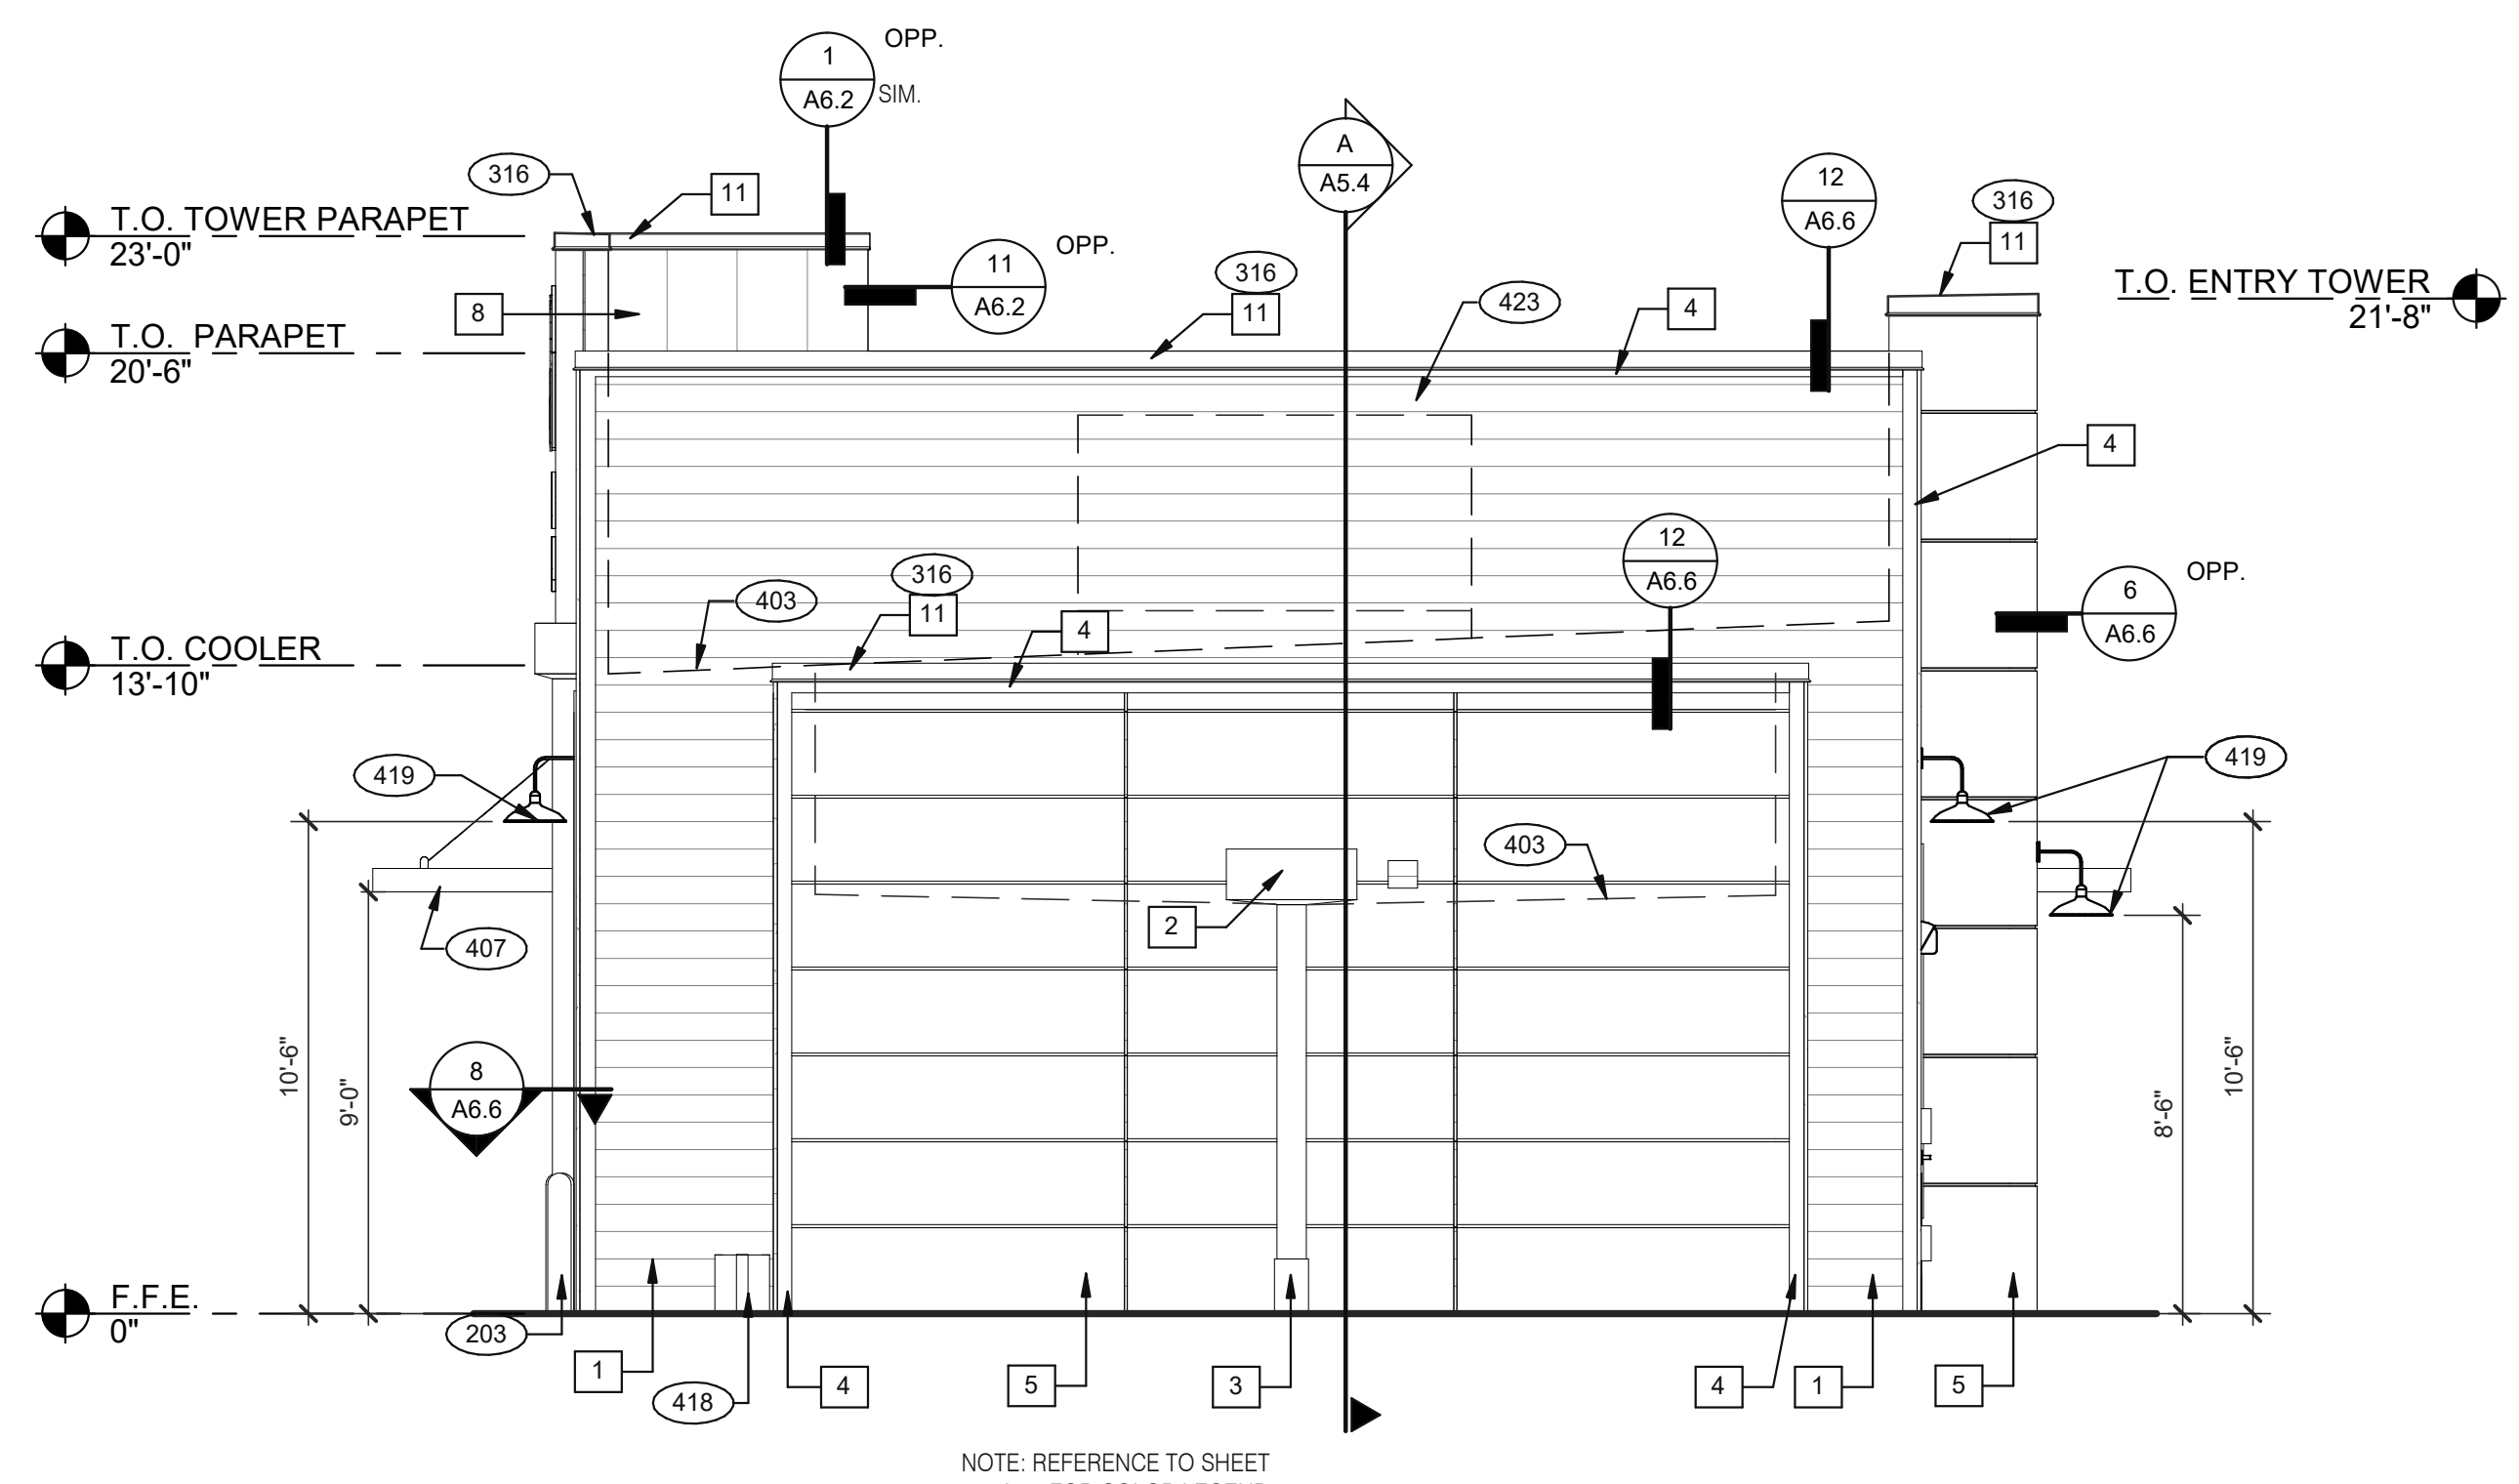 1
OPP.
A6.2
SIM.
A
A5.4
316
11
12
A6.6
316
11
T.O. TOWER PARAPET
23'-0"
11
OPP.
A6.2
316
11
T.O. ENTRY TOWER
21'-8"
8
423
4
T.O. PARAPET
20'-6"
4
12
A6.6
6
OPP.
A6.6
316
11
403
4
T.O. COOLER
13'-10"
419
419
403
2
407
10'-6"
9'-0"
8
A6.6
8'-6"
10'-6"
F.F.E.
0"
203
1
418
4
5
3
4
1
5
NOTE: REFERENCE TO SHEET